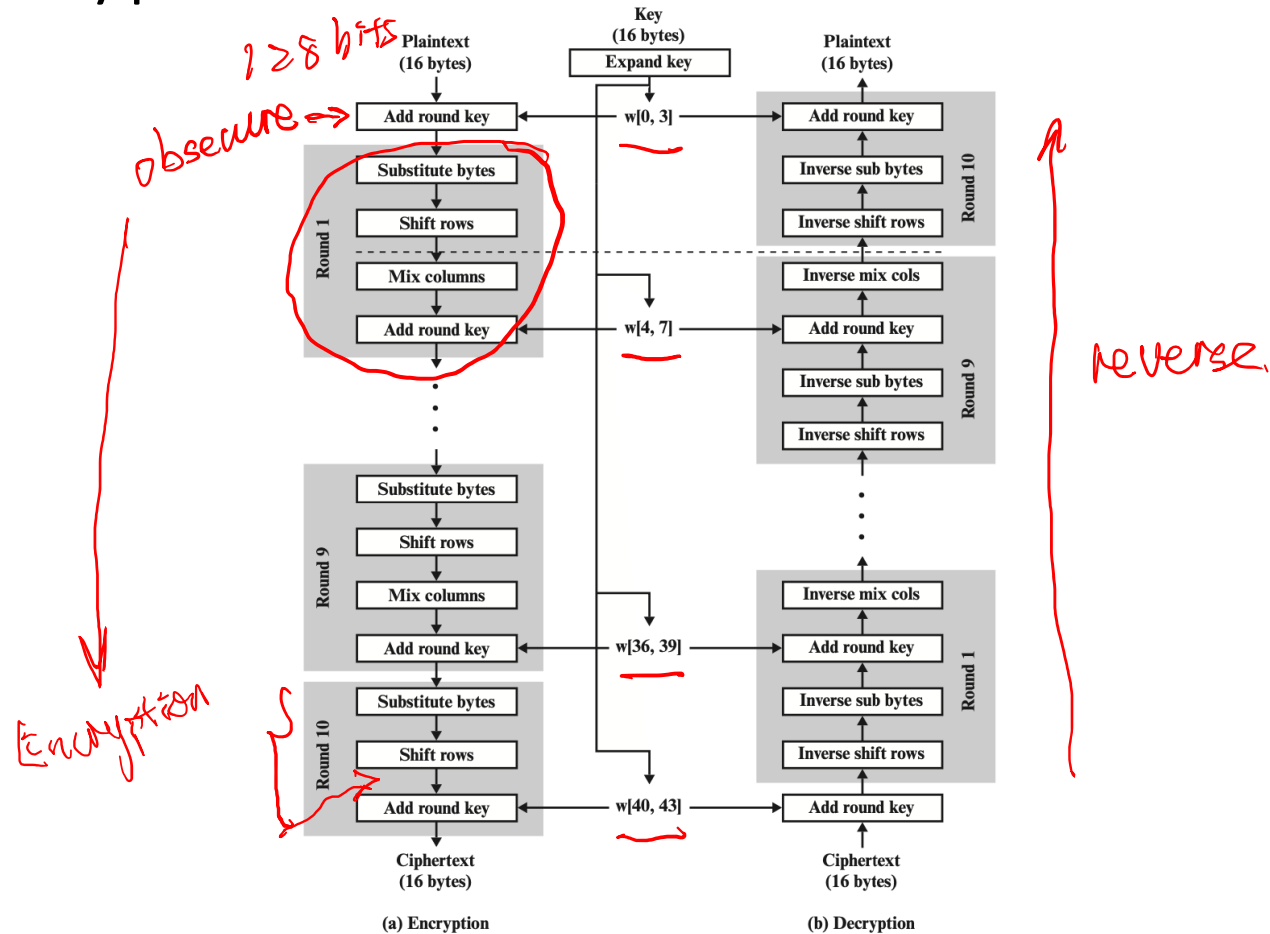 128 bits
obsecure
Encryption
reverse.
Key
(16 bytes)
Expand key
Plaintext
(16 bytes)
Add round key
Round 1
Substitute bytes
Shift rows
Mix columns
Add round key
Round 9
Substitute bytes
Shift rows
Mix columns
Add round key
Round 10
Substitute bytes
Shift rows
Add round key
Ciphertext
(16 bytes)
(a) Encryption
w[0, 3]
w[4, 7]
w[36, 39]
w[40, 43]
Plaintext
(16 bytes)
Add round key
Inverse sub bytes
Inverse shift rows
Round 10
Inverse mix cols
Add round key
Inverse sub bytes
Inverse shift rows
Round 9
Inverse mix cols
Add round key
Inverse sub bytes
Inverse shift rows
Round 1
Add round key
Ciphertext
(16 bytes)
(b) Decryption